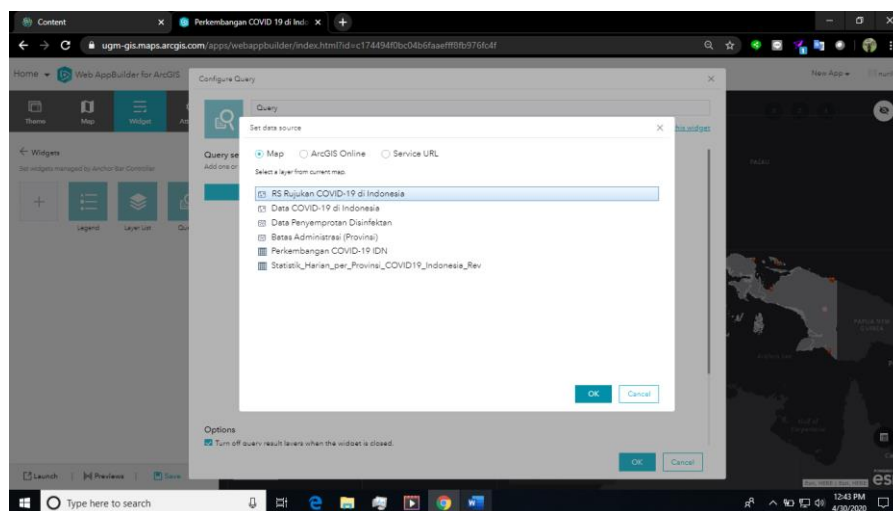 Content
Perkembangan COVID 19 di Indo
ugm-gis.maps.arcgis.com/apps/webappbuilder/index.html?id=c174494f0bc04b6faaefff8fb976fc4f
Home
Web AppBuilder for ArcGIS
Configure Query
New App
Theme
Map
Widget
Query
Set data source
this widget
Widgets
Set widgets managed by Anchor Bar Controller
Query se
Add one or
Map
ArcGIS Online
Service URL
Select a layer from current map.
RS Rujukan COVID-19 di Indonesia
Data COVID-19 di Indonesia
Data Penyemprotan Disinfektan
Batas Administrasi (Provinsi)
Perkembangan COVID-19 IDN
Statistik_Harian_per_Provinsi_COVID19_Indonesia_Rev
Legend
Layer List
Qu
PALAU
PAPUA NEW
GUINEA
OK
Cancel
Options
Turn off query result layers when the widget is closed.
OK
Cancel
Launch
Previews
Save
esri
Type here to search
12:43 PM
4/30/2020